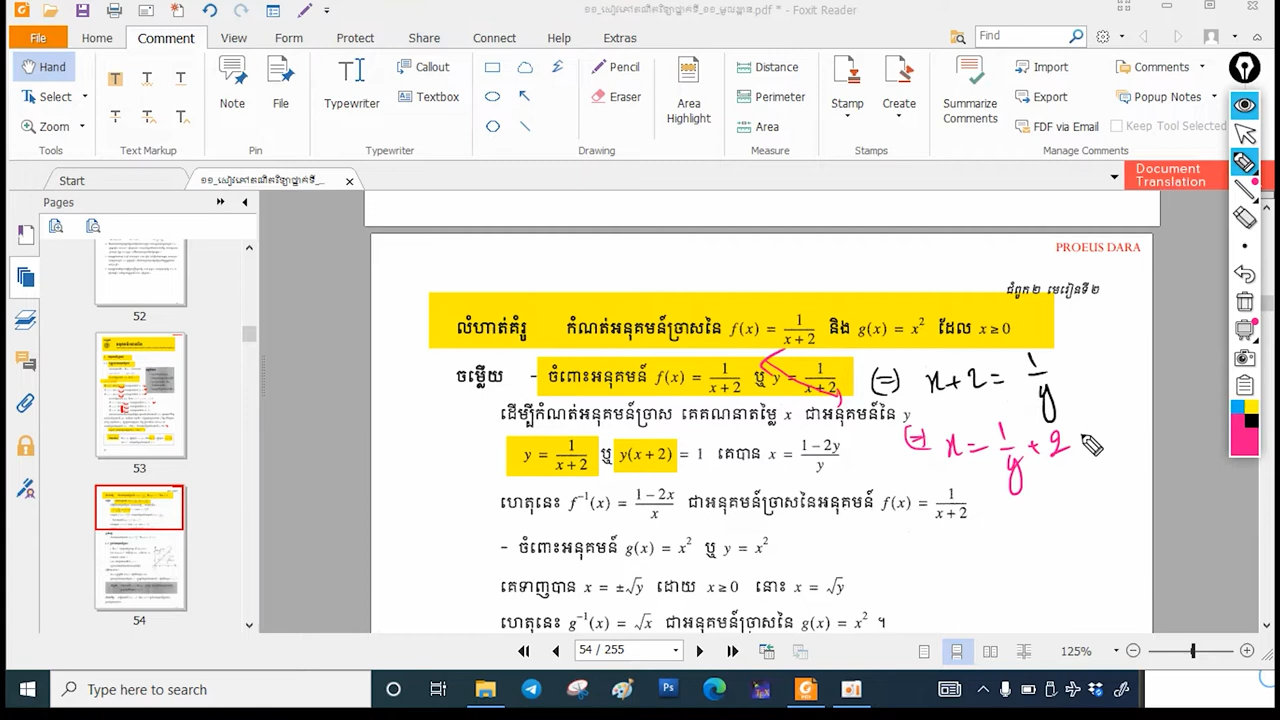 .pdf * - Foxit Reader
File Home Comment View Form Protect Share Connect Help Extras Find
Hand Select Zoom Tools
Text Markup
Note File Pin
Typewriter Callout Textbox Typewriter
Pencil Eraser Area Highlight Drawing
Distance Perimeter Area Measure
Stamp Create Stamps
Summarize Comments Import Export FDF via Email Comments Popup Notes Keep Tool Selected Manage Comments
Start
Document Translation
Pages
52
53
54
PROEUS DARA
ជំពូក ២ មេរៀនទី ២
លំហាត់គំរូ កំណត់អនុគមន៍ច្រាសនៃ f(x) = 1/(x + 2) និង g(x) = x² ដែល x ≥ 0
ចម្លើយ ចំពោះអនុគមន៍ f(x) = 1/(x + 2) ឬ y = 1/(x + 2) (=) x + 2 = 1/y
ដើម្បីកំណត់អនុគមន៍ច្រាស គេគណនាតម្លៃ x ជាអនុគមន៍នៃ y
(=) x = 1/y + 2
y = 1/(x + 2) ឬ y(x + 2) = 1 គេបាន x = (1 − 2y)/y
ហេតុនេះ f⁻¹(x) = (1 − 2x)/x ជាអនុគមន៍ច្រាសនៃអនុគមន៍ f(x) = 1/(x + 2)
- ចំពោះអនុគមន៍ g(x) = x² ឬ y = x²
គេទាញបាន x = ±√y ដោយ x ≥ 0 នោះ x = √y
ហេតុនេះ g⁻¹(x) = √x ជាអនុគមន៍ច្រាសនៃ g(x) = x² ។
54 / 255 125%
Type here to search